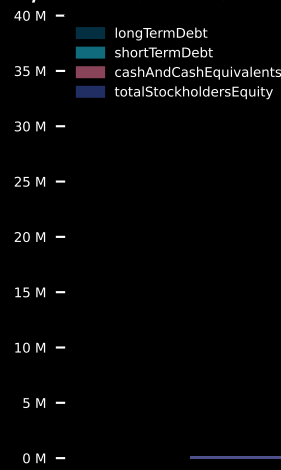 40 M
longTermDebt
shortTermDebt
35 M
cashAndCashEquivalents
totalStockholdersEquity
30 M
25 M
20 M
15 M
10 M
5 M
0 M